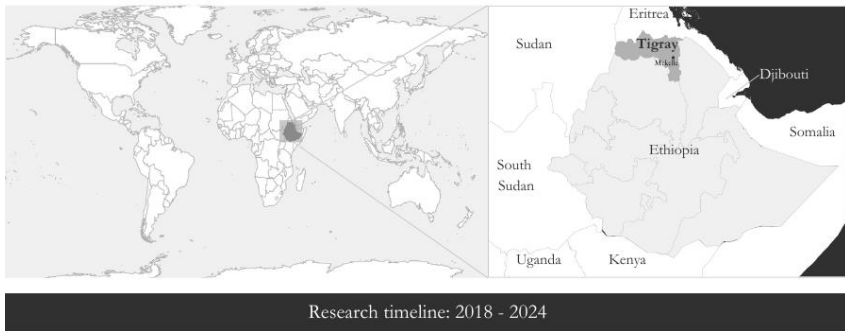 Eritrea
Sudan
Tigray
Mekelle
Djibouti
Somalia
Ethiopia
South
Sudan
Uganda
Kenya
Research timeline: 2018 - 2024